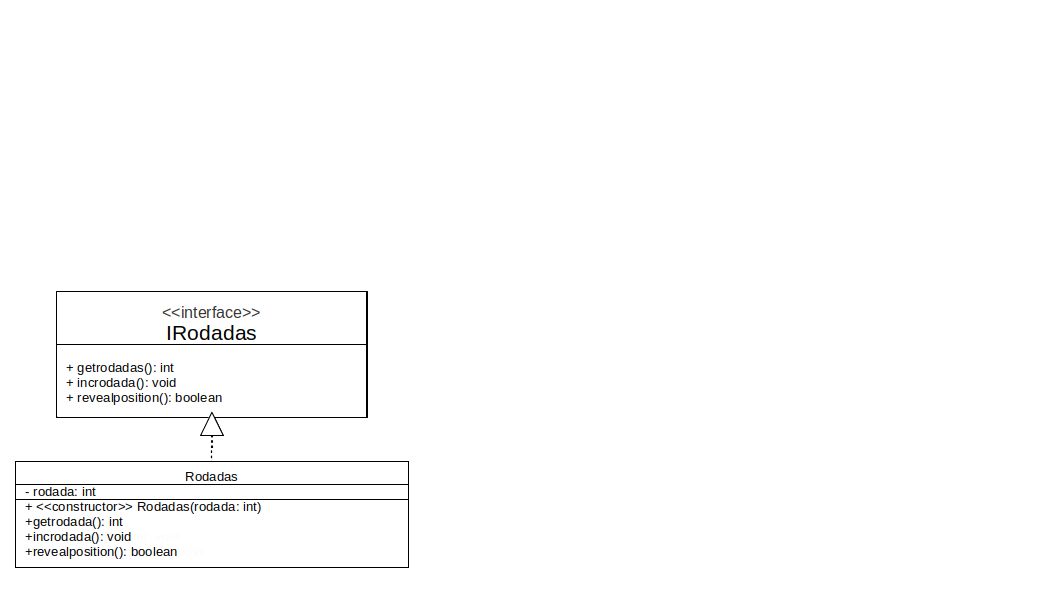 <<interface>>
IRodadas
+ getrodadas(): int
+ incrodada(): void
+ revealposition(): boolean
Rodadas
- rodada: int
+ <<constructor>> Rodadas(rodada: int)
+getrodada(): int
+incrodada(): void
+revealposition(): boolean